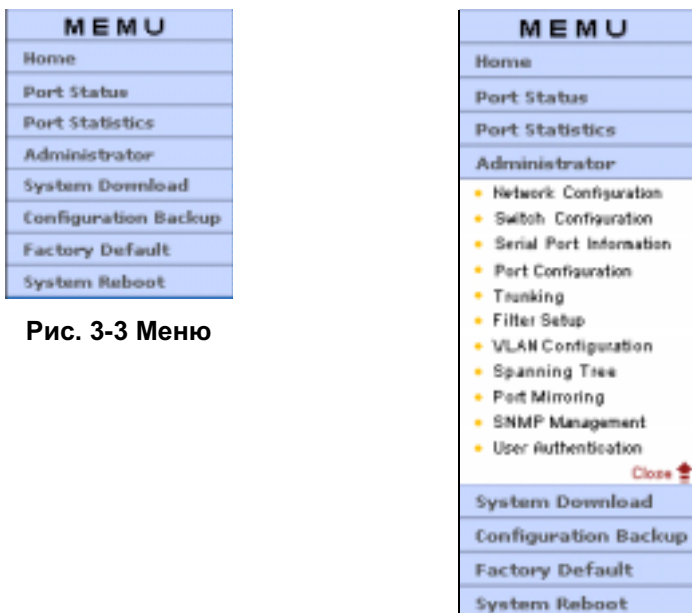 MEMU
Home
Port Status
Port Statistics
Administrator
System Download
Configuration Backup
Factory Default
System Reboot
Рис. 3-3 Меню
MEMU
Home
Port Status
Port Statistics
Administrator
Network Configuration
Switch Configuration
Serial Port Information
Port Configuration
Trunking
Filter Setup
VLAN Configuration
Spanning Tree
Port Mirroring
SNMP Management
User Authentication
Close
System Download
Configuration Backup
Factory Default
System Reboot